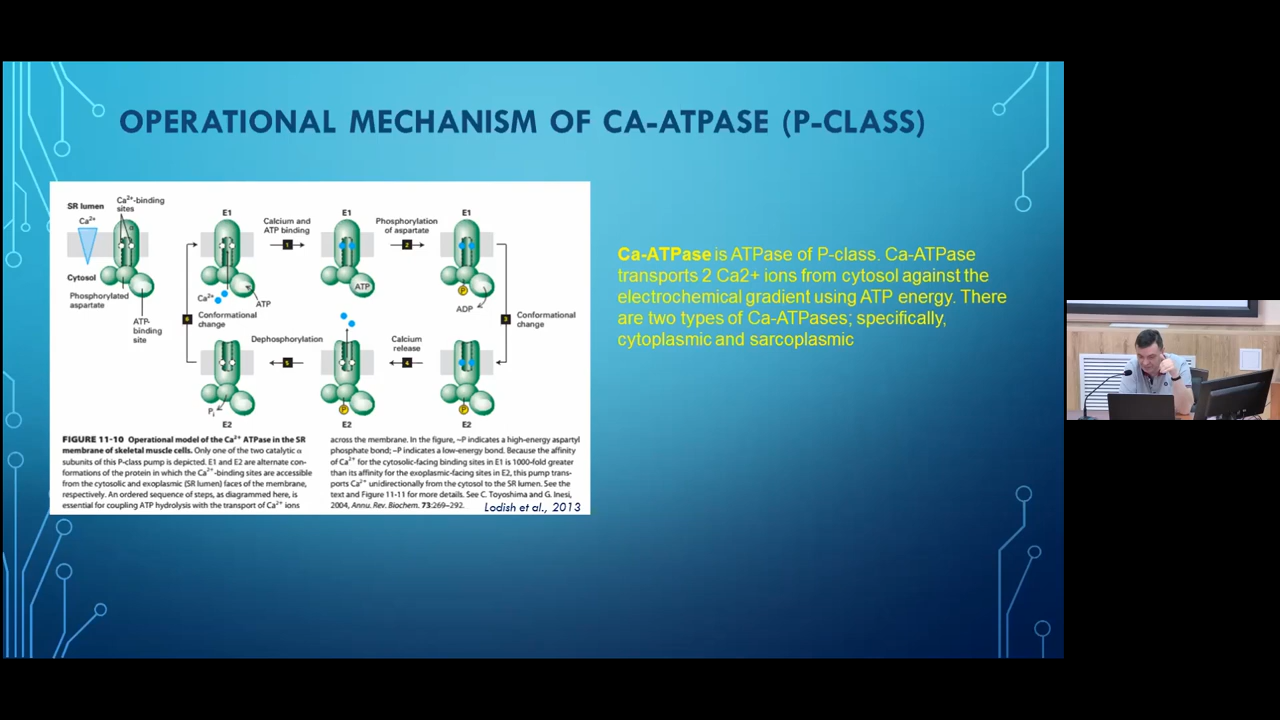 OPERATIONAL MECHANISM OF CA-ATPASE (P-CLASS)
SR lumen
Ca2+
Ca2+-binding
sites
Cytosol
Phosphorylated
aspartate
ATP-
binding
site
E1
Calcium and
ATP binding
1
E1
Phosphorylation
of aspartate
2
E1
Ca2+
ATP
ATP
P
ADP
6
Conformational
change
3
Conformational
change
Dephosphorylation
5
Calcium
release
4
Pi
P
P
E2
E2
E2
FIGURE 11-10 Operational model of the Ca2+ ATPase in the SR
membrane of skeletal muscle cells. Only one of the two catalytic α
subunits of this P-class pump is depicted. E1 and E2 are alternate con-
formations of the protein in which the Ca2+-binding sites are accessible
from the cytosolic and exoplasmic (SR lumen) faces of the membrane,
respectively. An ordered sequence of steps, as diagrammed here, is
essential for coupling ATP hydrolysis with the transport of Ca2+ ions
across the membrane. In the figure, ~P indicates a high-energy aspartyl
phosphate bond; –P indicates a low-energy bond. Because the affinity
of Ca2+ for the cytosolic-facing binding sites in E1 is 1000-fold greater
than its affinity for the exoplasmic-facing sites in E2, this pump trans-
ports Ca2+ unidirectionally from the cytosol to the SR lumen. See the
text and Figure 11-11 for more details. See C. Toyoshima and G. Inesi,
2004, Annu. Rev. Biochem. 73:269–292.
Lodish et al., 2013
Ca-ATPase is ATPase of P-class. Ca-ATPase
transports 2 Ca2+ ions from cytosol against the
electrochemical gradient using ATP energy. There
are two types of Ca-ATPases; specifically,
cytoplasmic and sarcoplasmic